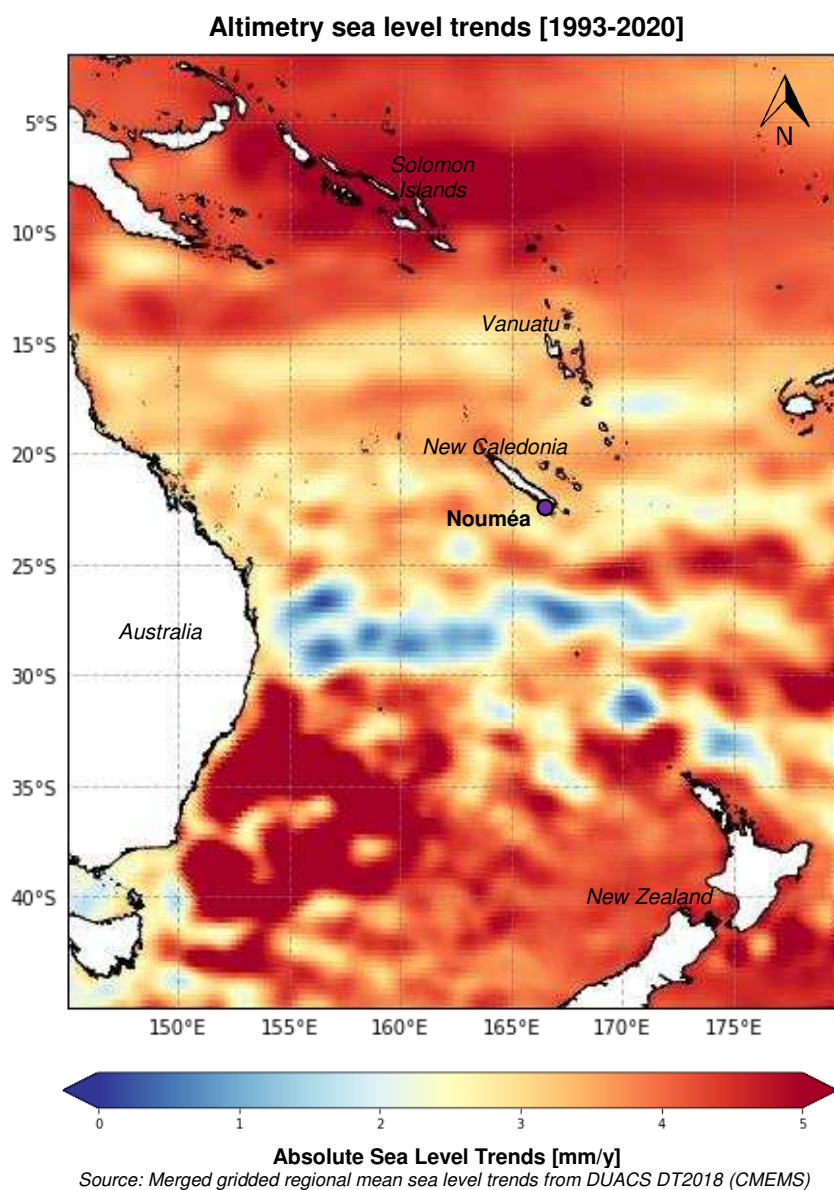 Altimetry sea level trends [1993-2020]
N
5°S
10°S
15°S
20°S
25°S
30°S
35°S
40°S
Solomon
Islands
Vanuatu
New Caledonia
Nouméa
Australia
New Zealand
150°E 155°E 160°E 165°E 170°E 175°E
0 1 2 3 4 5
Absolute Sea Level Trends [mm/y]
Source: Merged gridded regional mean sea level trends from DUACS DT2018 (CMEMS)